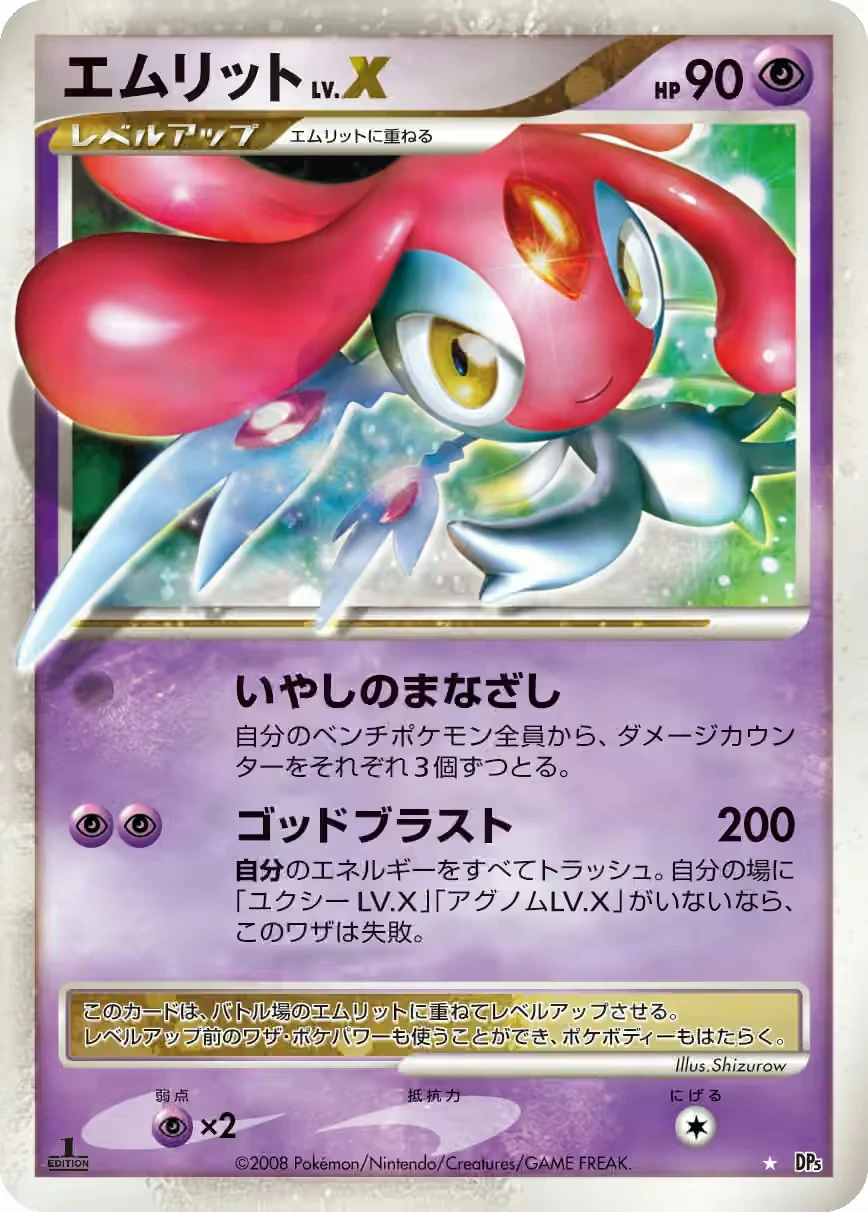 エムリット LV.X HP 90
レベルアップ エムリットに重ねる
いやしのまなざし
自分のベンチポケモン全員から、ダメージカウン
ターをそれぞれ3個ずつとる。
ゴッドブラスト 200
自分のエネルギーをすべてトラッシュ。自分の場に
「ユクシー LV.X」「アグノムLV.X」がいないなら、
このワザは失敗。
このカードは、バトル場のエムリットに重ねてレベルアップさせる。
レベルアップ前のワザ・ポケパワーも使うことができ、ポケボディーもはたらく。
Illus.Shizurow
弱点 抵抗力 にげる
×2
1 EDITION ©2008 Pokémon/Nintendo/Creatures/GAME FREAK. DP5